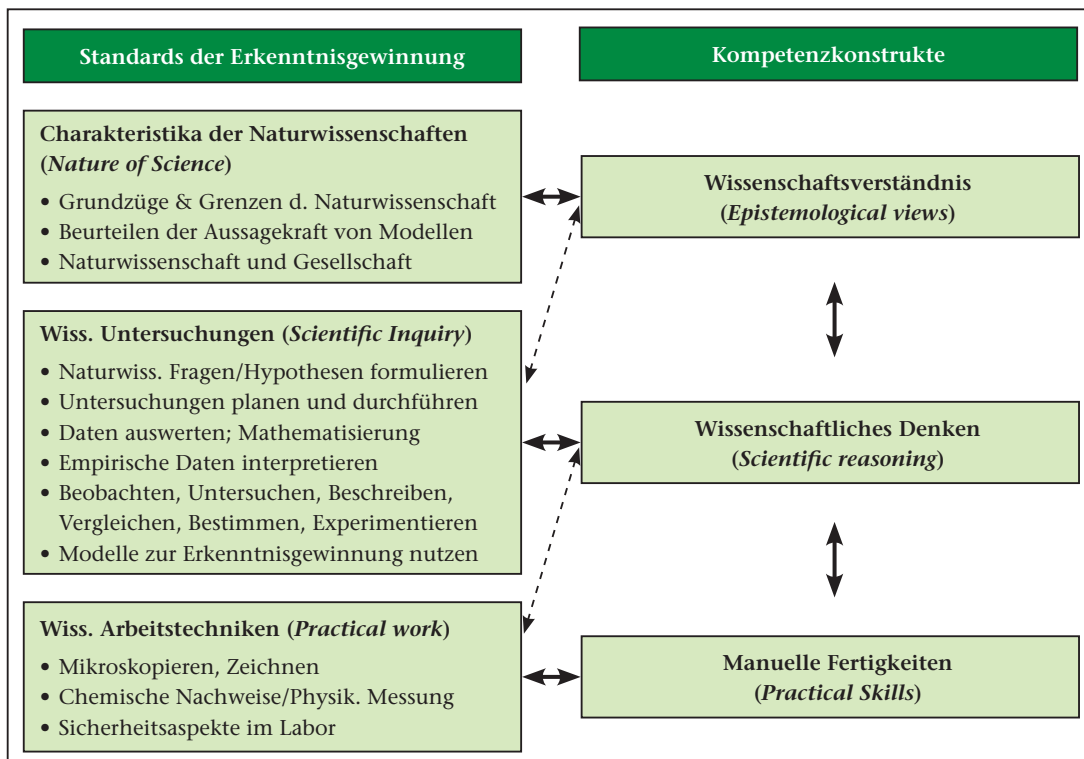 Standards der Erkenntnisgewinnung
Kompetenzkonstrukte
Charakteristika der Naturwissenschaften
(Nature of Science)
• Grundzüge & Grenzen d. Naturwissenschaft
• Beurteilen der Aussagekraft von Modellen
• Naturwissenschaft und Gesellschaft
Wissenschaftsverständnis
(Epistemological views)
Wiss. Untersuchungen (Scientific Inquiry)
• Naturwiss. Fragen/Hypothesen formulieren
• Untersuchungen planen und durchführen
• Daten auswerten; Mathematisierung
• Empirische Daten interpretieren
• Beobachten, Untersuchen, Beschreiben,
Vergleichen, Bestimmen, Experimentieren
• Modelle zur Erkenntnisgewinnung nutzen
Wissenschaftliches Denken
(Scientific reasoning)
Wiss. Arbeitstechniken (Practical work)
• Mikroskopieren, Zeichnen
• Chemische Nachweise/Physik. Messung
• Sicherheitsaspekte im Labor
Manuelle Fertigkeiten
(Practical Skills)